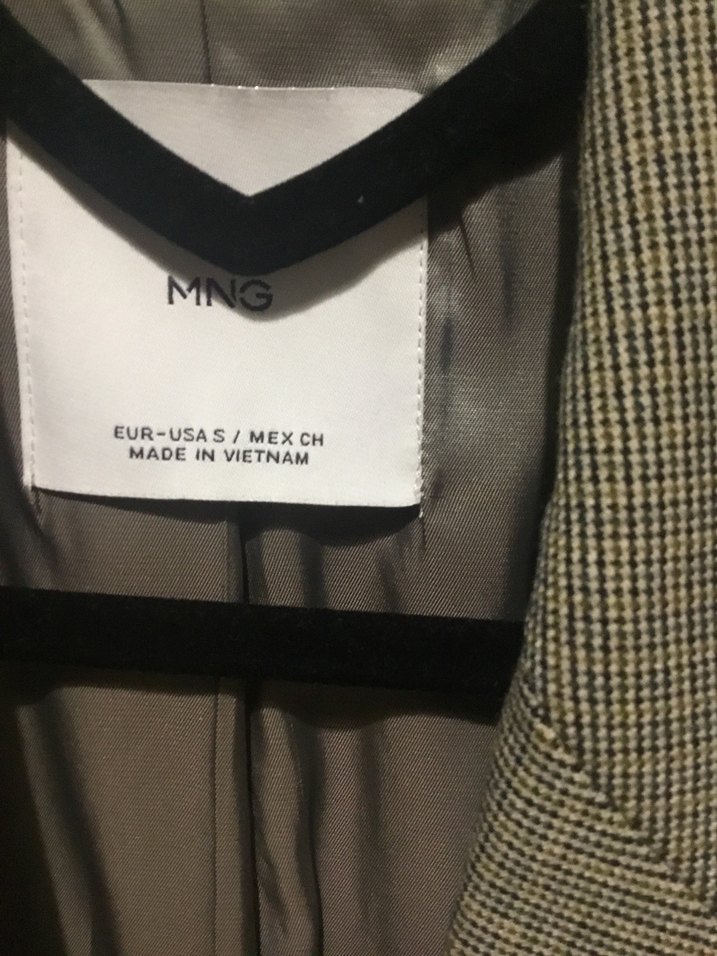 MNG
EUR-USA S / MEX CH
MADE IN VIETNAM